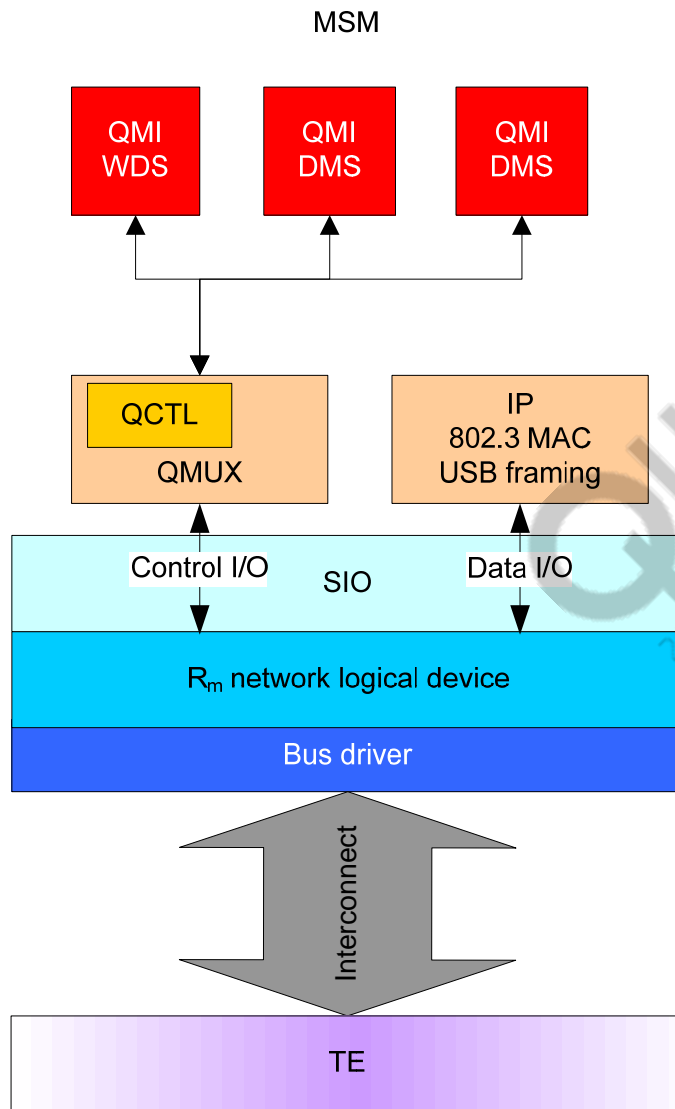 MSM
QMI
WDS
QMI
DMS
QMI
DMS
QCTL
QMUX
IP
802.3 MAC
USB framing
Control I/O
SIO
Data I/O
Rm network logical device
Bus driver
Interconnect
TE